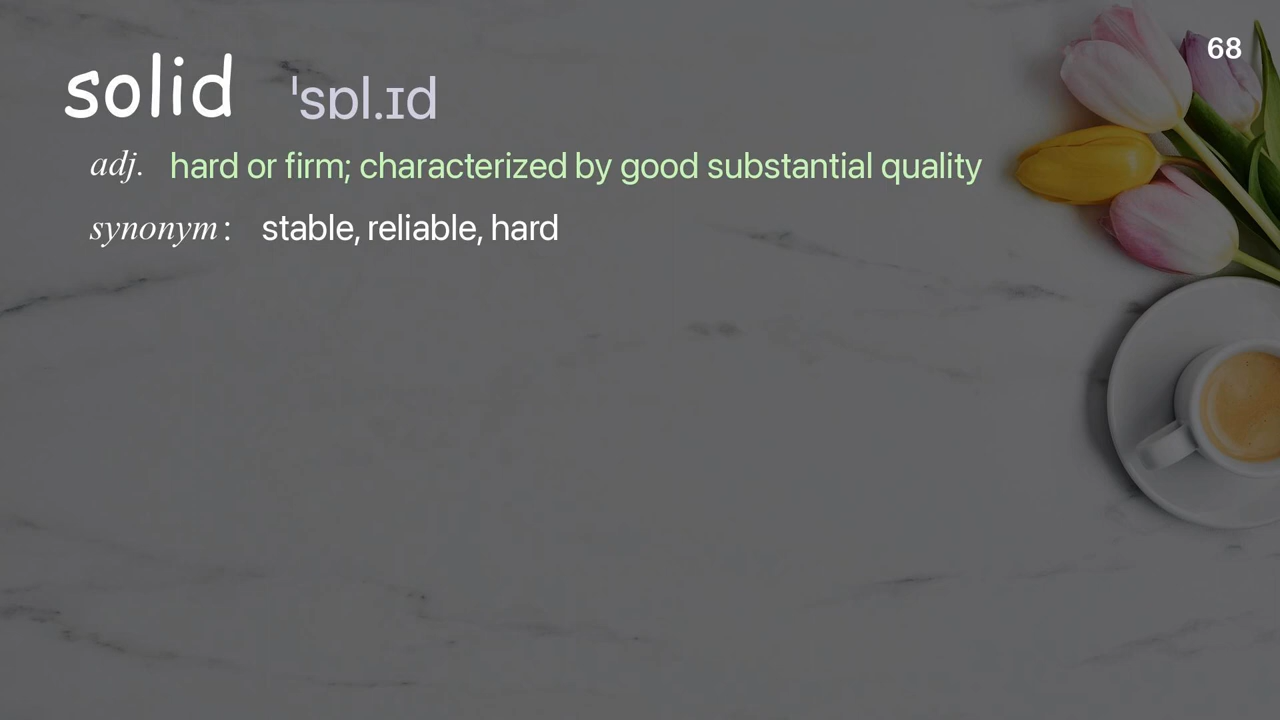 68
solid ˈsɒl.ɪd
adj. hard or firm; characterized by good substantial quality
synonym: stable, reliable, hard